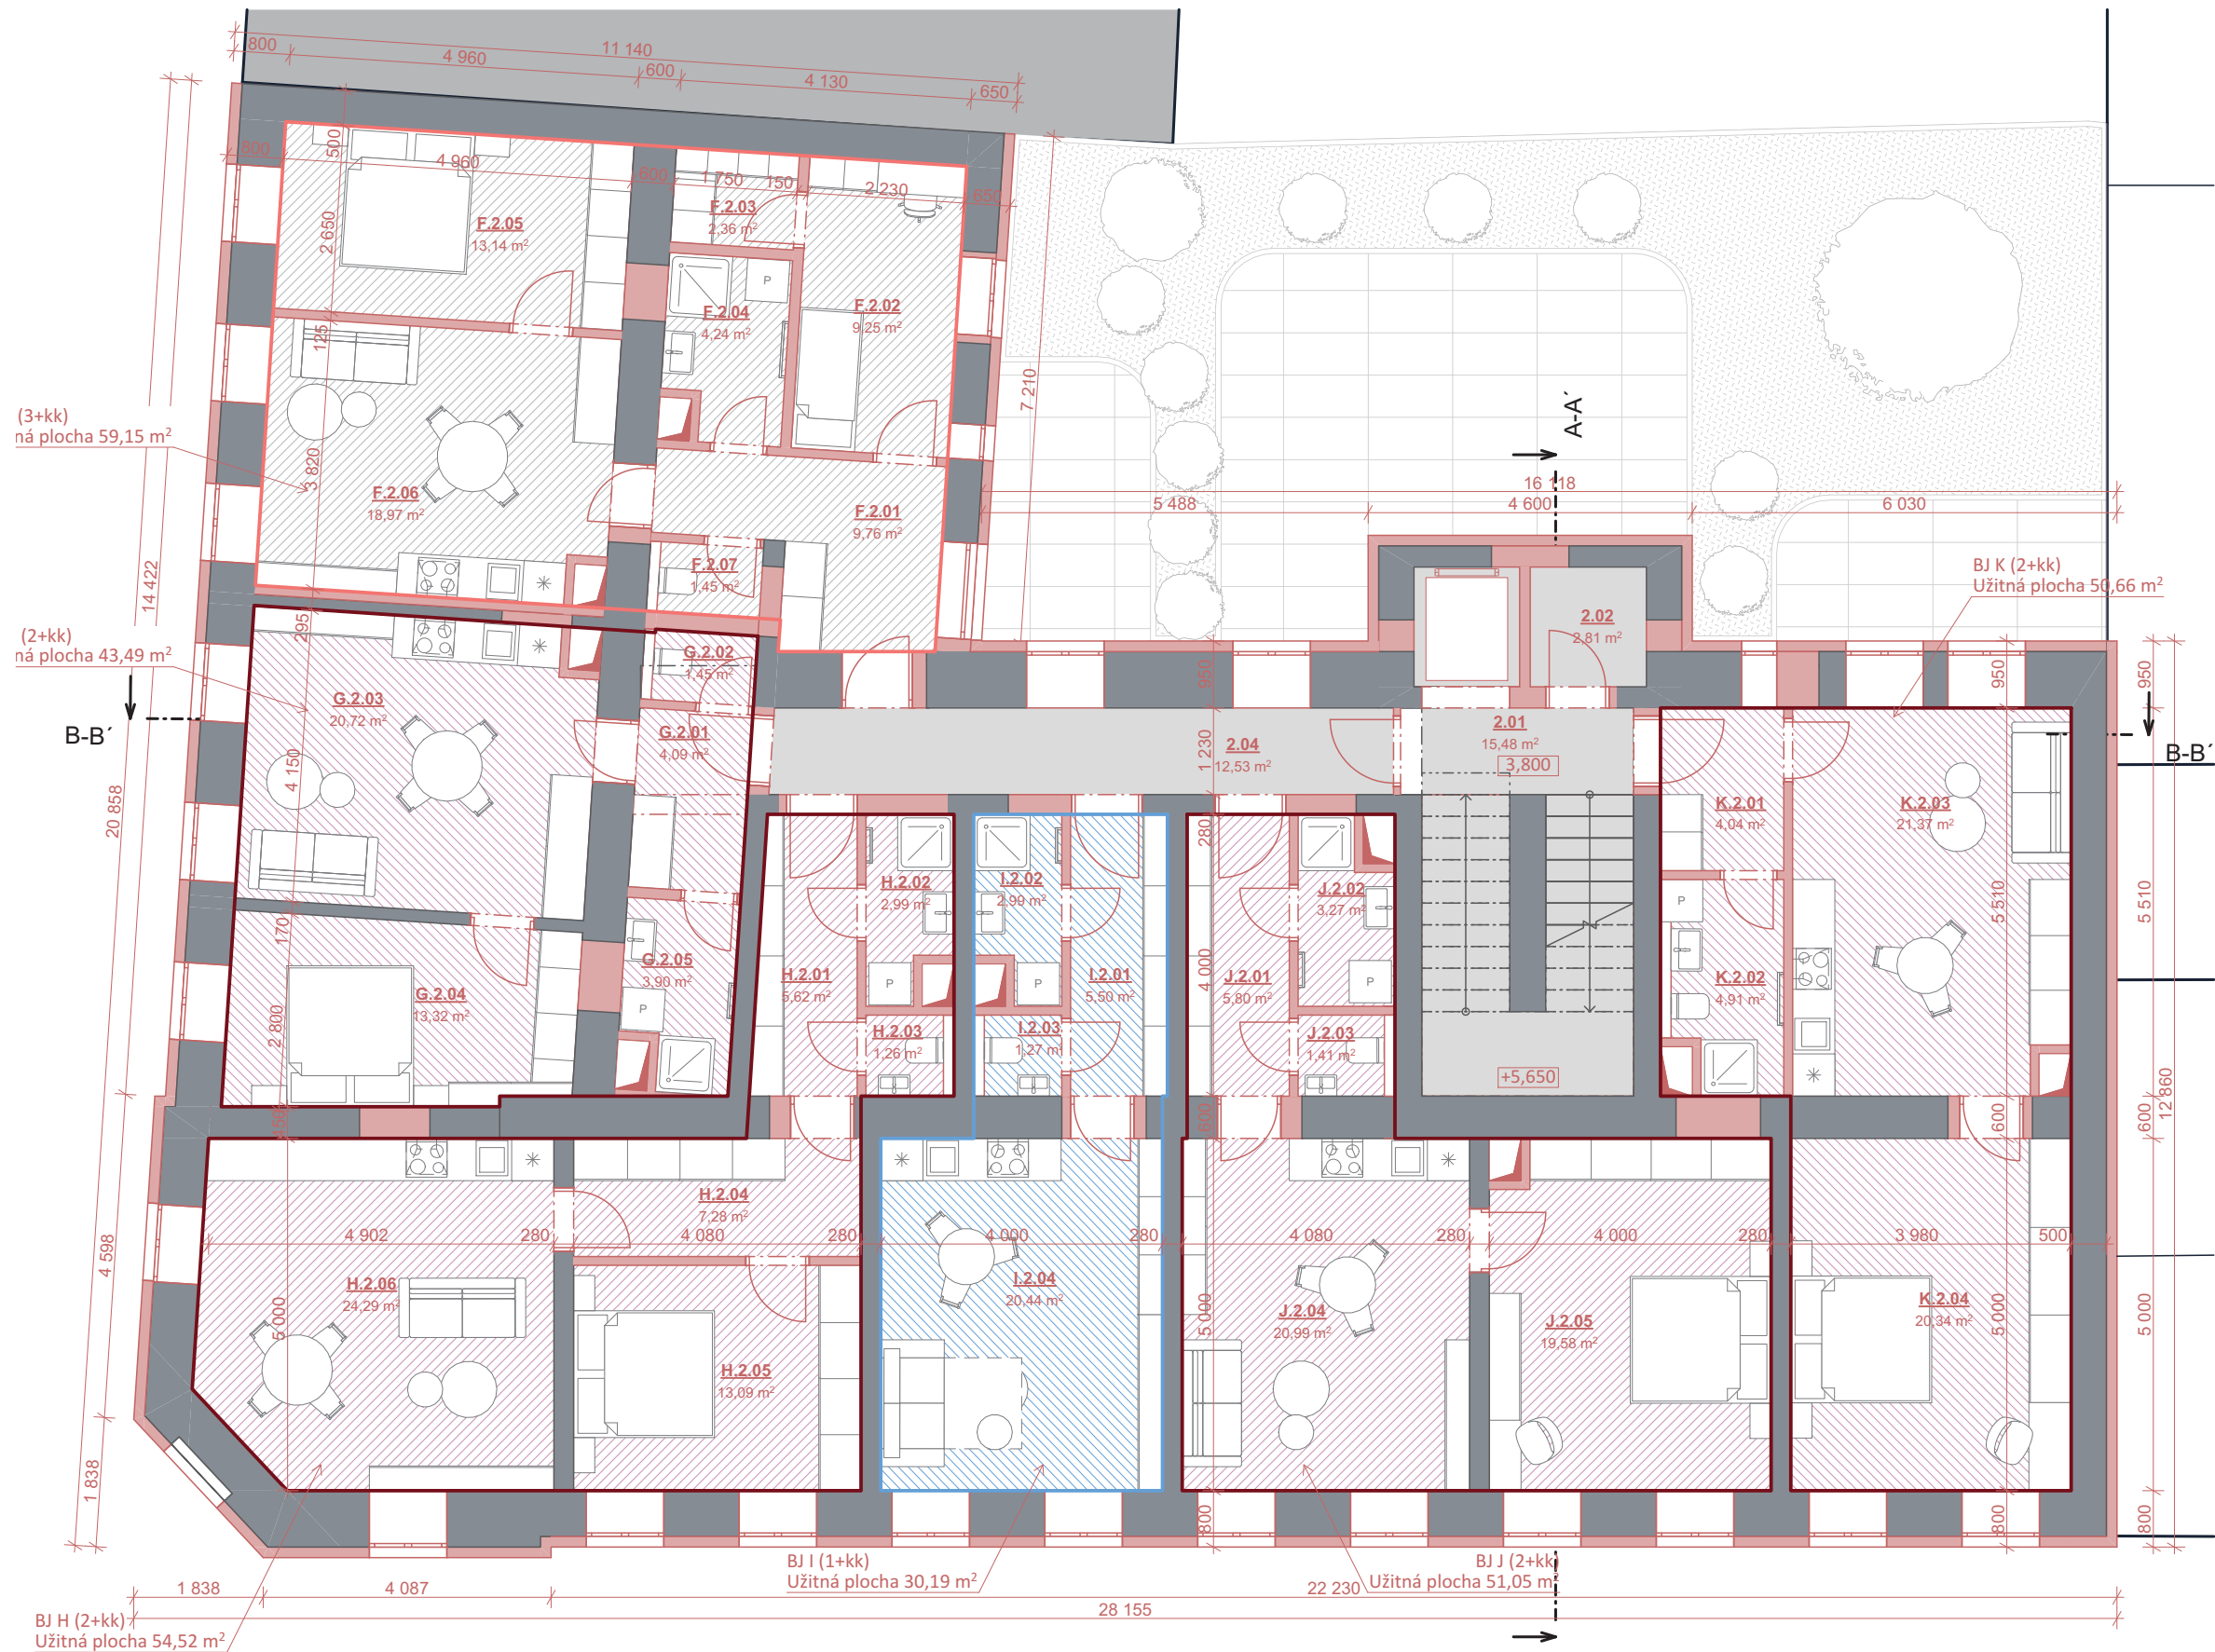 800
11 140
4 960
600
4 130
650
500
800
4 960
600
1 750
150
2 230
650
F.2.05
13,14 m²
F.2.03
2,36 m²
2 650
F.2.04
4,24 m²
F.2.02
9,25 m²
125
7 210
(3+kk)
ná plocha 59,15 m²
3 820
F.2.06
18,97 m²
F.2.01
9,76 m²
F.2.07
1,45 m²
A-A´
16 118
5 488
4 600
6 030
BJ K (2+kk)
Užitná plocha 50,66 m²
14 422
295
(2+kk)
ná plocha 43,49 m²
G.2.02
1,45 m²
G.2.03
20,72 m²
G.2.01
4,09 m²
B-B´
4 150
2.02
2,81 m²
950
950
950
2.01
15,48 m²
3,800
2.04
12,53 m²
1 230
B-B´
20 858
280
K.2.01
4,04 m²
K.2.03
21,37 m²
H.2.02
2,99 m²
I.2.02
2,99 m²
J.2.02
3,27 m²
P
5 510
5 510
170
G.2.05
3,90 m²
P
G.2.04
13,32 m²
H.2.01
5,62 m²
P
P
I.2.01
5,50 m²
4 000
J.2.01
5,80 m²
P
K.2.02
4,91 m²
2 800
H.2.03
1,26 m²
I.2.03
1,27 m²
J.2.03
1,41 m²
+5,650
450
600
600
600
12 860
H.2.04
7,28 m²
4 902
280
4 080
280
4 000
280
4 080
280
4 000
280
3 980
500
4 598
H.2.06
24,29 m²
5 000
I.2.04
20,44 m²
5 000
J.2.04
20,99 m²
J.2.05
19,58 m²
K.2.04
20,34 m²
5 000
5 000
H.2.05
13,09 m²
1 838
800
800
800
BJ I (1+kk)
Užitná plocha 30,19 m²
BJ J (2+kk)
Užitná plocha 51,05 m²
1 838
4 087
22 230
28 155
BJ H (2+kk)
Užitná plocha 54,52 m²
P